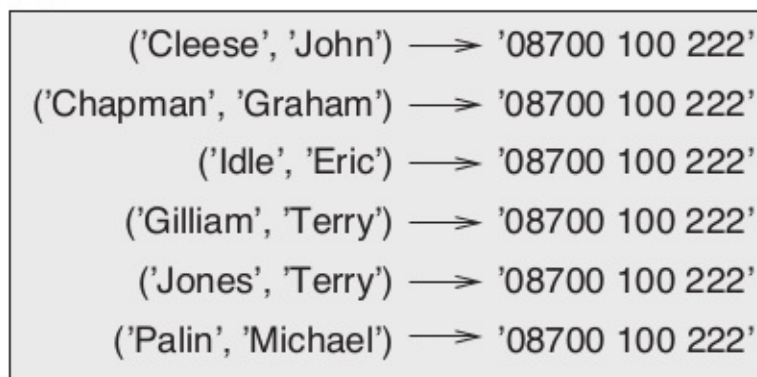 ('Cleese', 'John') → '08700 100 222'
('Chapman', 'Graham') → '08700 100 222'
('Idle', 'Eric') → '08700 100 222'
('Gilliam', 'Terry') → '08700 100 222'
('Jones', 'Terry') → '08700 100 222'
('Palin', 'Michael') → '08700 100 222'